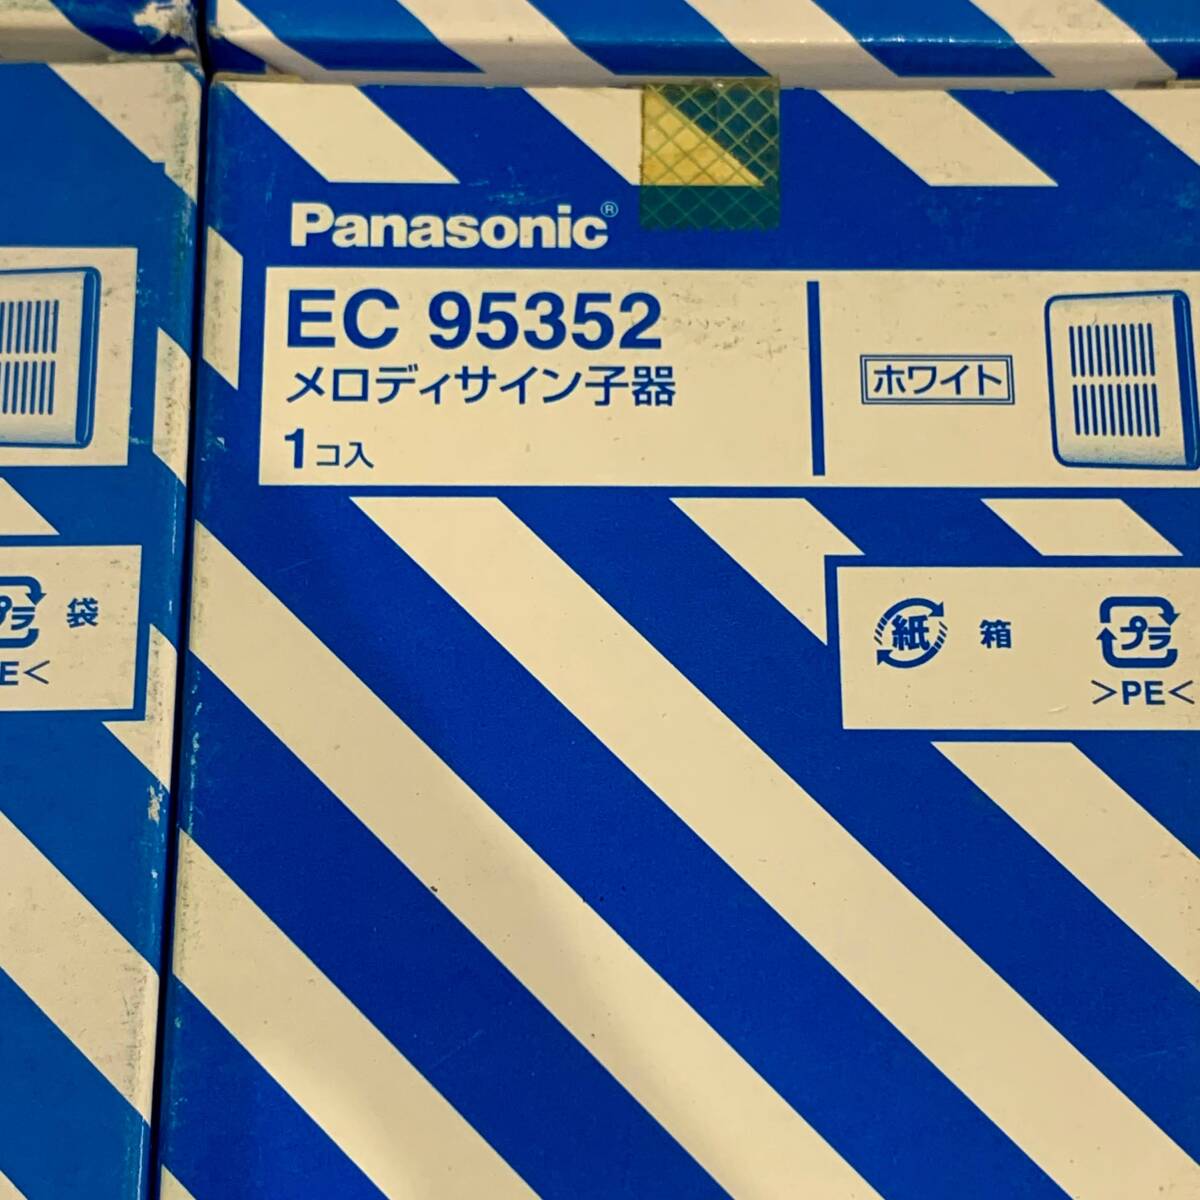 Panasonic®
EC 95352
メロディサイン子器
1コ入
ホワイト
プラ 袋
PE<
紙 箱 プラ
>PE<